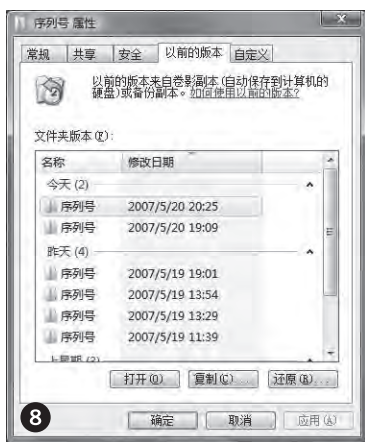 序列号 属性
常规 共享 安全 以前的版本 自定义
以前的版本来自卷影副本(自动保存到计算机的
硬盘)或备份副本。如何使用以前的版本?
文件夹版本(F):
名称 修改日期
今天 (2)
序列号 2007/5/20 20:25
序列号 2007/5/20 19:09
昨天 (4)
序列号 2007/5/19 19:01
序列号 2007/5/19 13:54
序列号 2007/5/19 13:29
序列号 2007/5/19 11:39
上星期 (2)
打开(O) 复制(C)... 还原(R)...
8 确定 取消 应用(A)